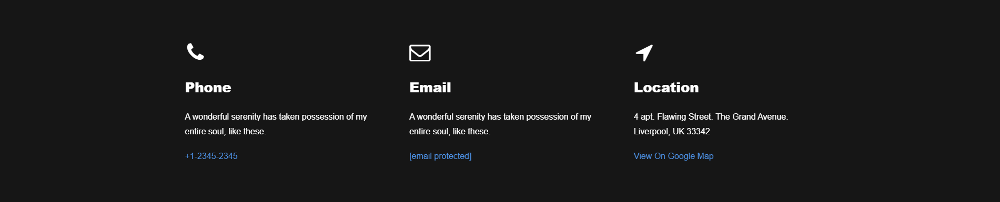 Phone
A wonderful serenity has taken possession of my
entire soul, like these.
+1-2345-2345
Email
A wonderful serenity has taken possession of my
entire soul, like these.
[email protected]
Location
4 apt. Flawing Street. The Grand Avenue.
Liverpool, UK 33342
View On Google Map